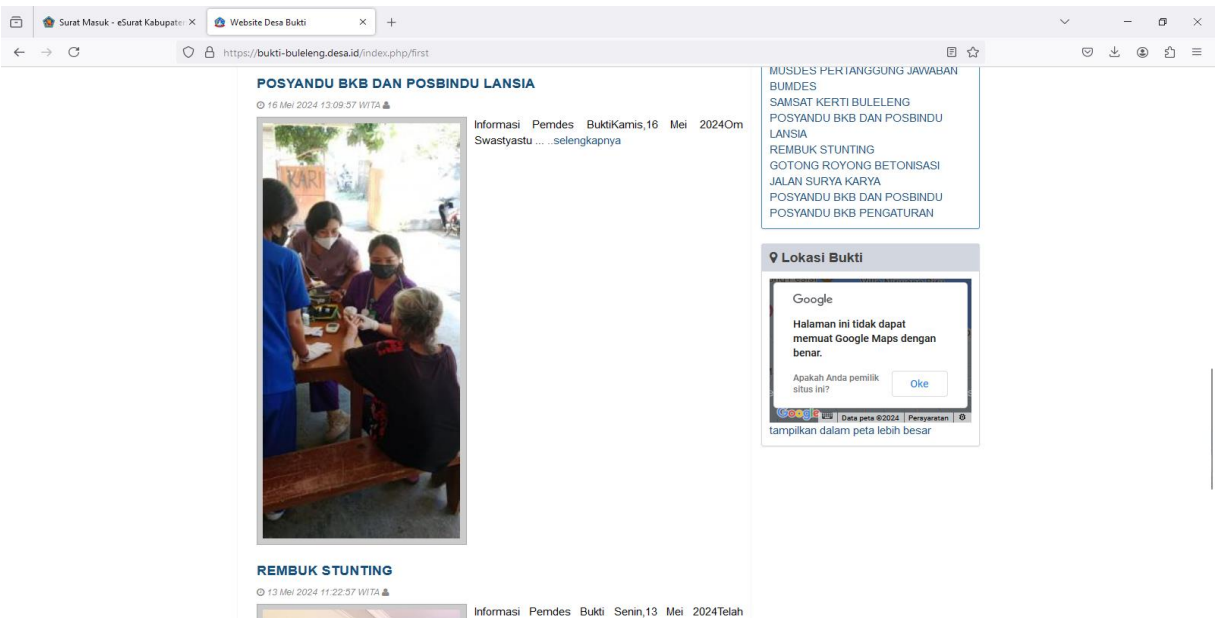 Surat Masuk - eSurat Kabupaten
Website Desa Bukti
https://bukti-buleleng.desa.id/index.php/first
POSYANDU BKB DAN POSBINDU LANSIA
16 Mei 2024 13:09:57 WITA
Informasi Pemdes BuktiKamis,16 Mei 2024Om
Swastyastu ... ..selengkapnya
KARI
REMBUK STUNTING
13 Mei 2024 11:22:57 WITA
Informasi Pemdes Bukti Senin,13 Mei 2024Telah
MUSDES PERTANGGUNG JAWABAN
BUMDES
SAMSAT KERTI BULELENG
POSYANDU BKB DAN POSBINDU
LANSIA
REMBUK STUNTING
GOTONG ROYONG BETONISASI
JALAN SURYA KARYA
POSYANDU BKB DAN POSBINDU
POSYANDU BKB PENGATURAN
Lokasi Bukti
Google
Halaman ini tidak dapat
memuat Google Maps dengan
benar.
Apakah Anda pemilik
situs ini?
Oke
Google
Data peta ©2024
Persyaratan
tampilkan dalam peta lebih besar